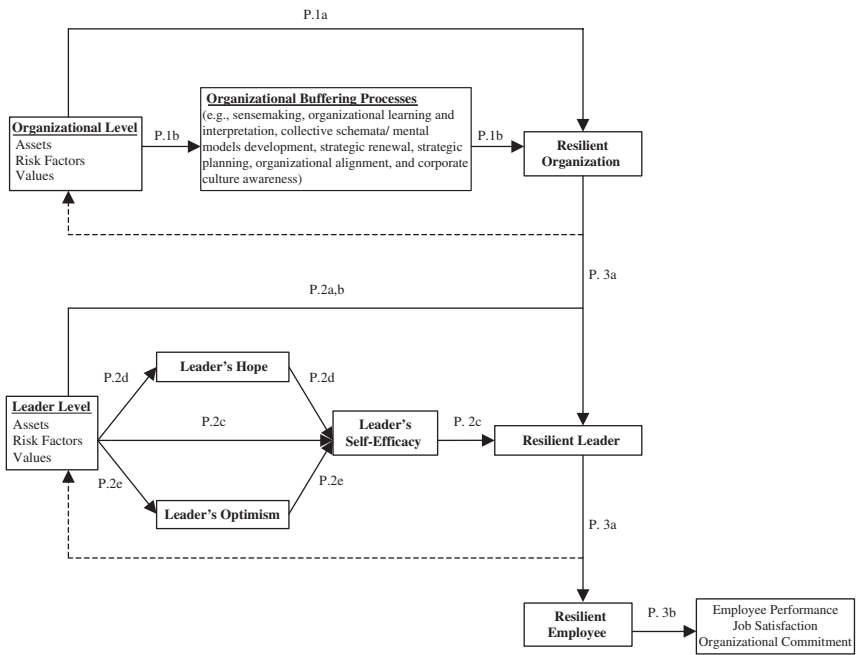 P.1a
Organizational Buffering Processes
(e.g., sensemaking, organizational learning and
interpretation, collective schemata/ mental
models development, strategic renewal, strategic
planning, organizational alignment, and corporate
culture awareness)
Organizational Level
Assets
Risk Factors
Values
P.1b
P.1b
Resilient
Organization
P. 3a
P.2a,b
Leader's Hope
P.2d
P.2d
Leader Level
Assets
Risk Factors
Values
P.2c
Leader's
Self-Efficacy
P. 2c
Resilient Leader
P.2e
P.2e
Leader's Optimism
P. 3a
Resilient
Employee
P. 3b
Employee Performance
Job Satisfaction
Organizational Commitment